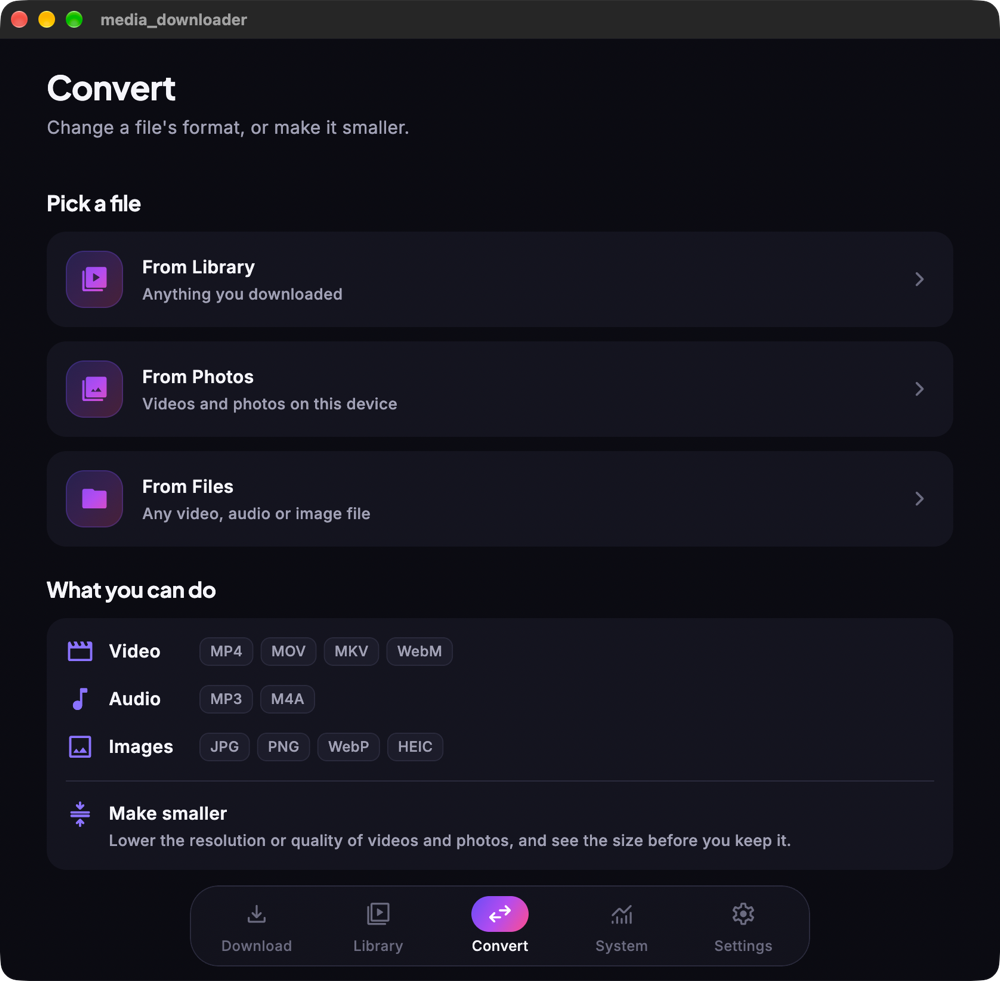 media_downloader
Convert
Change a file's format, or make it smaller.
Pick a file
From Library
Anything you downloaded
From Photos
Videos and photos on this device
From Files
Any video, audio or image file
What you can do
Video MP4 MOV MKV WebM
Audio MP3 M4A
Images JPG PNG WebP HEIC
Make smaller
Lower the resolution or quality of videos and photos, and see the size before you keep it.
Download Library Convert System Settings